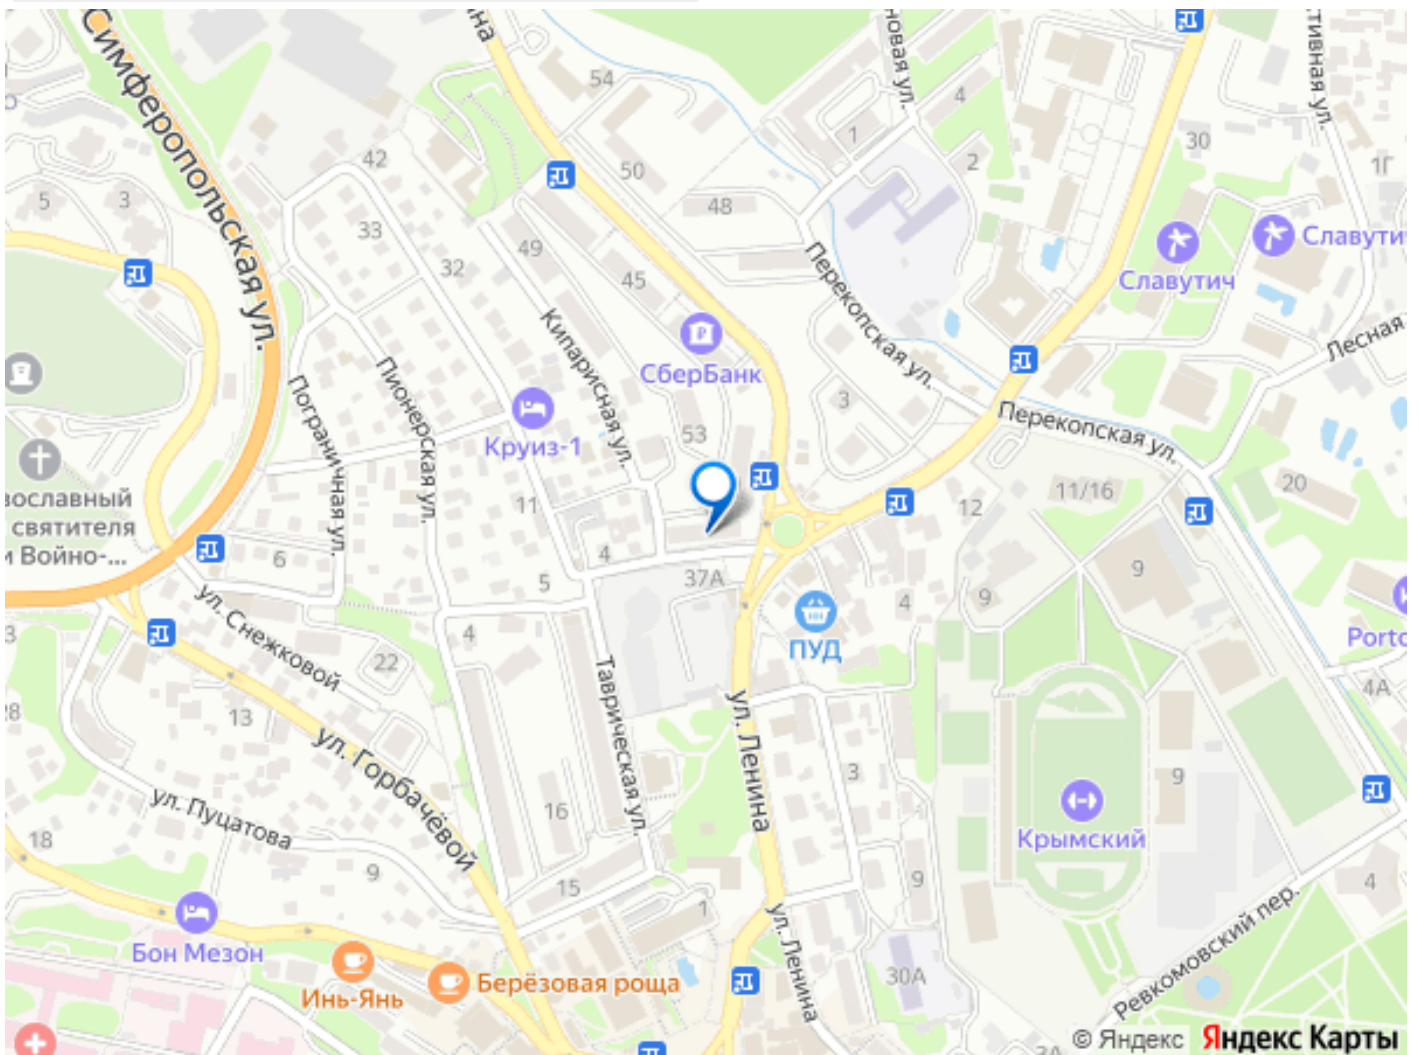 Симферопольская ул.
54
1
4
2
30
1Г
42
50
48
5
3
33
49
32
45
Славутич
Славутич
Перекопская ул.
Кипарисная ул.
Лесная
СберБанк
3
Пионерская ул.
Пограничная ул.
Круиз-1
53
Перекопская ул.
11
12
11/16
20
святителя
и Войно-...
6
4
5
37А
9
9
4
ул. Снежковой
ПУД
4
22
4А
13
Таврическая ул.
ул. Ленина
ул. Горбачёвой
3
9
16
Крымский
ул. Пуцатова
18
9
15
9
4
1
ул. Ленина
Бон Мезон
Инь-Янь
Берёзовая роща
30А
Ревкомовский пер.
© Яндекс Яндекс Карты